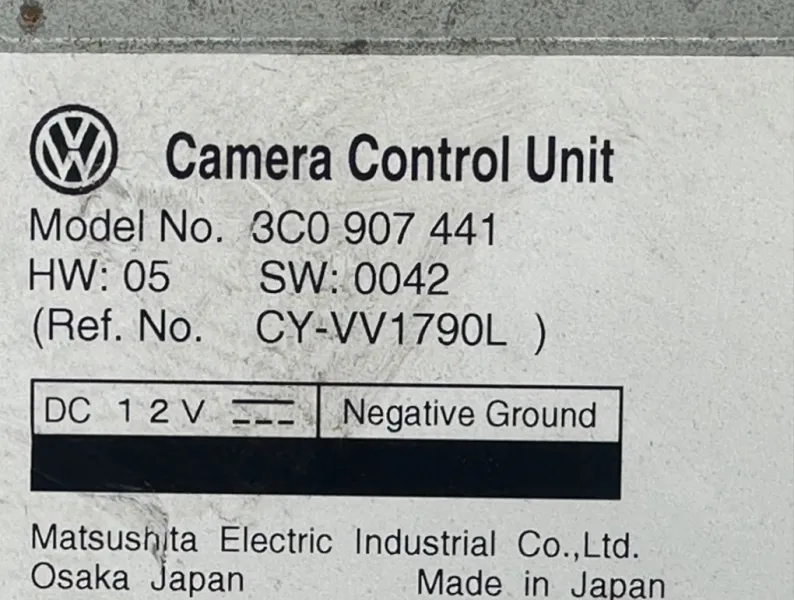 Camera Control Unit
Model No. 3C0 907 441
HW: 05 SW: 0042
(Ref. No. CY-VV1790L )
DC 12V Negative Ground
Matsushita Electric Industrial Co.,Ltd.
Osaka Japan Made in Japan